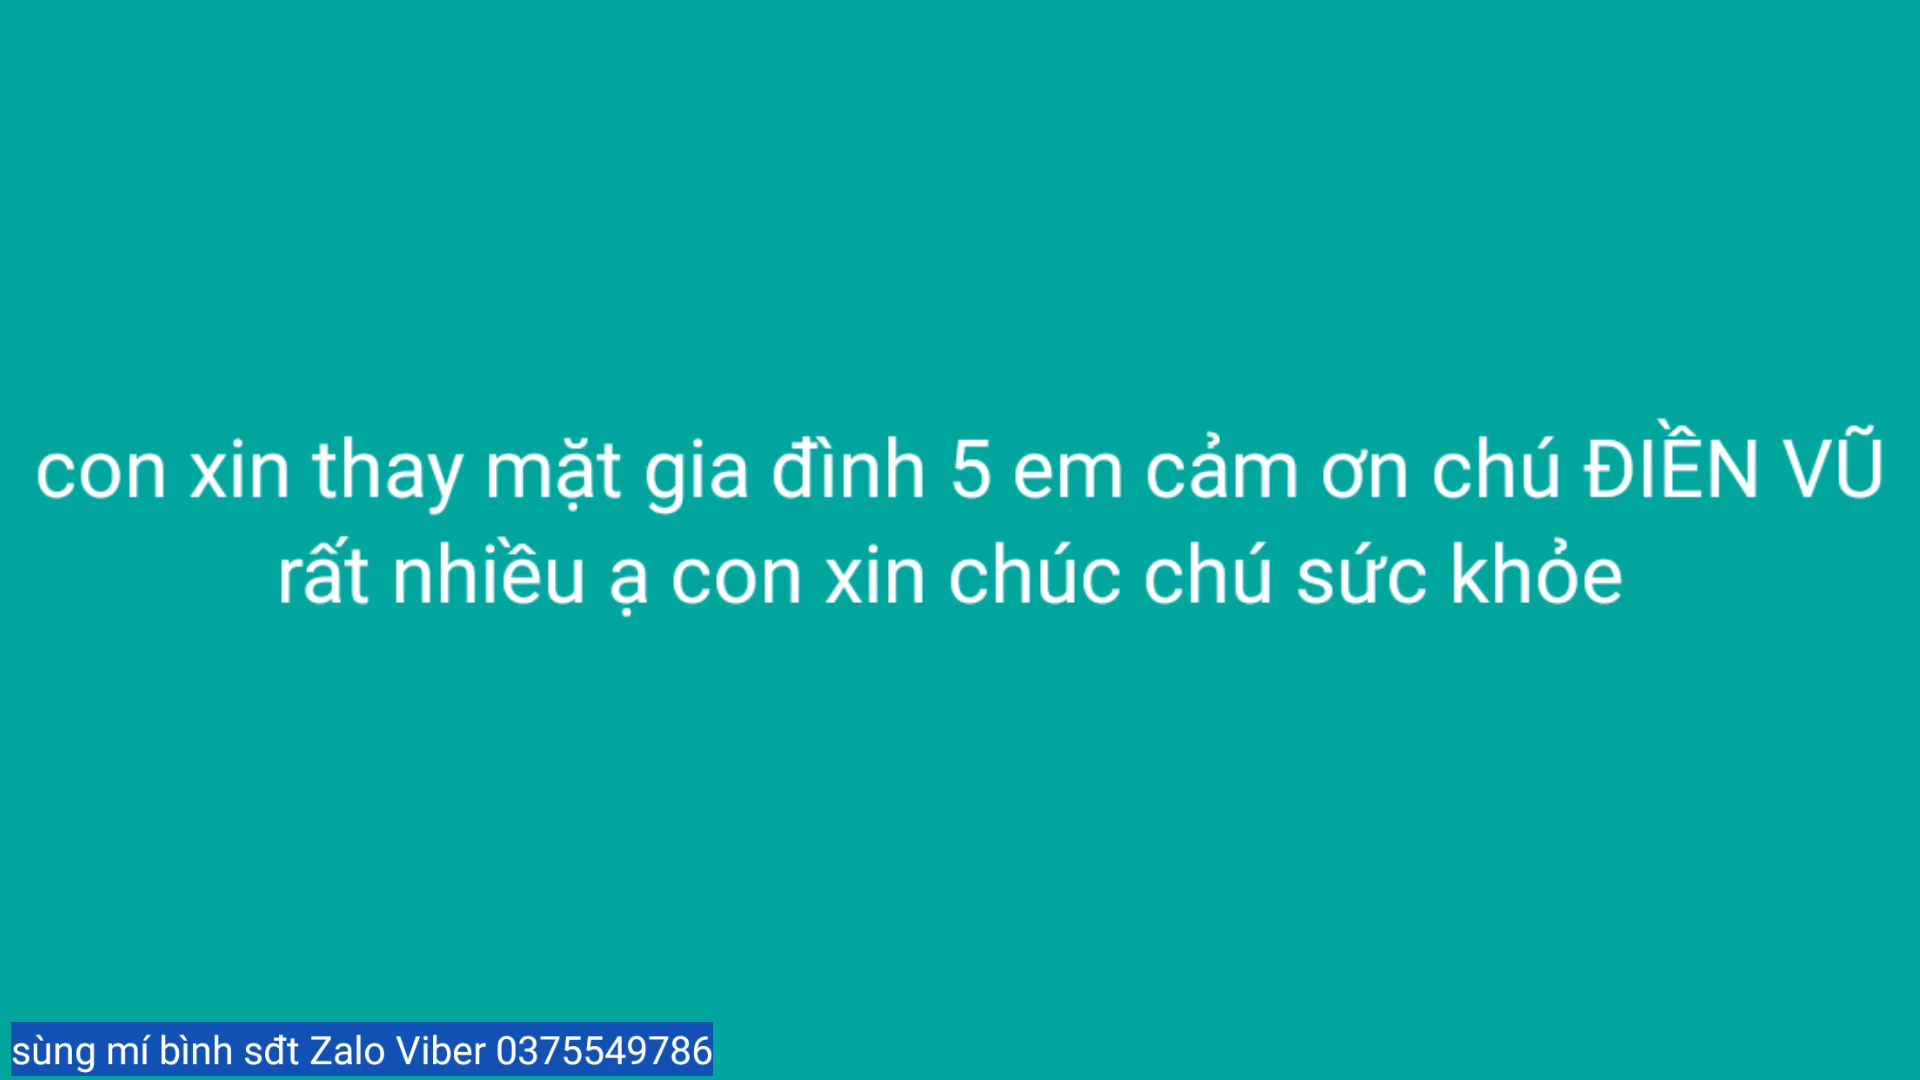 con xin thay mặt gia đình 5 em cảm ơn chú ĐIỀN VŨ
rất nhiều ạ con xin chúc chú sức khỏe
sùng mí bình sđt Zalo Viber 0375549786